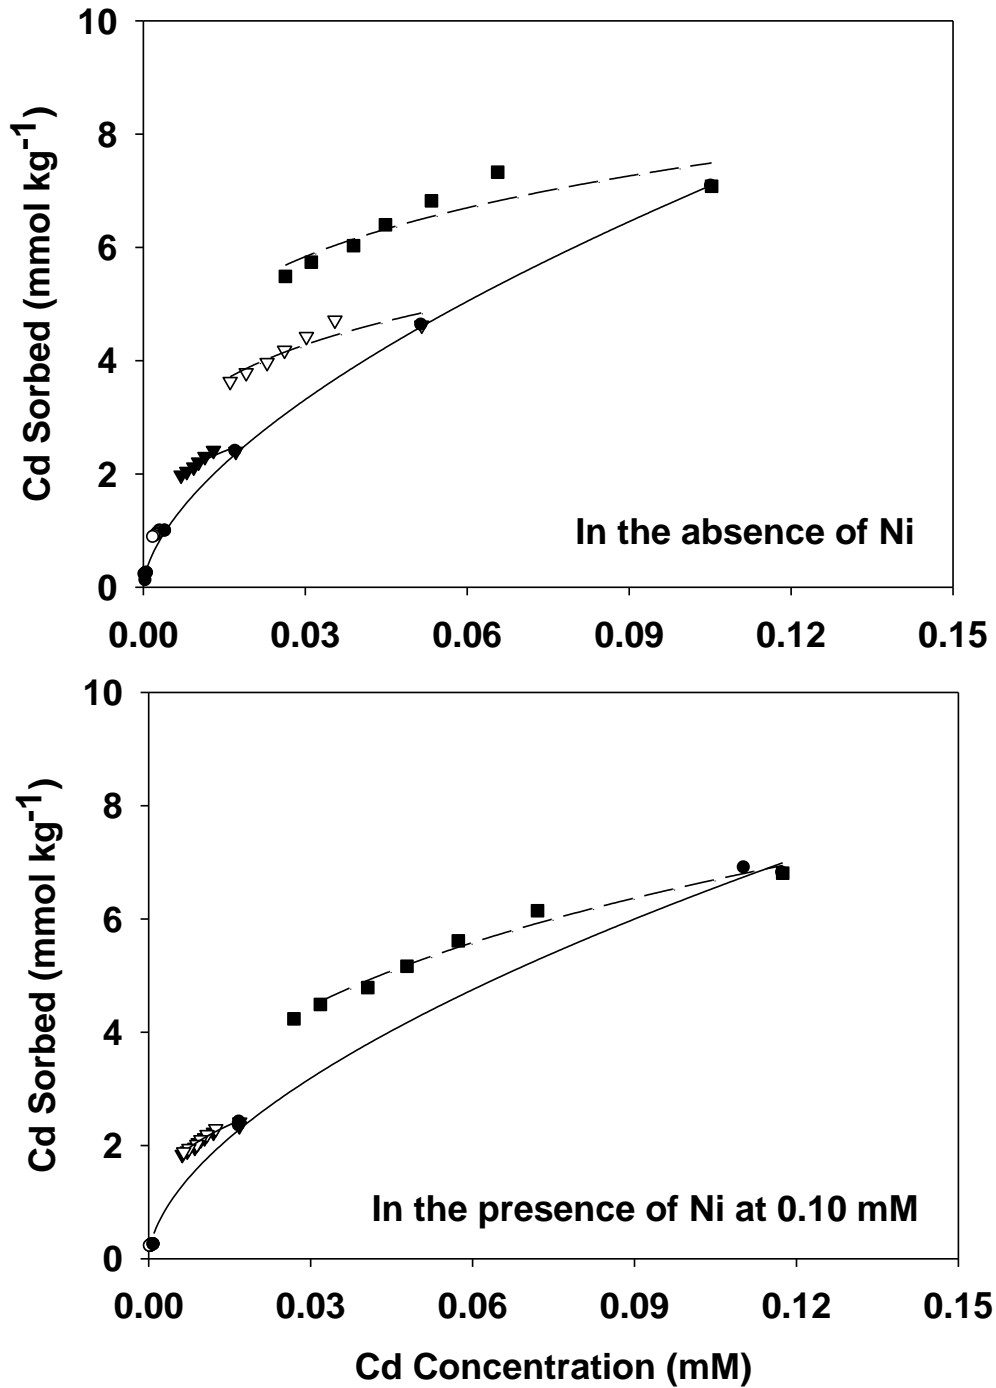 10
8
6
4
2
0
Cd Sorbed (mmol kg⁻¹)
In the absence of Ni
0.00 0.03 0.06 0.09 0.12 0.15
10
8
6
4
2
0
Cd Sorbed (mmol kg⁻¹)
In the presence of Ni at 0.10 mM
0.00 0.03 0.06 0.09 0.12 0.15
Cd Concentration (mM)